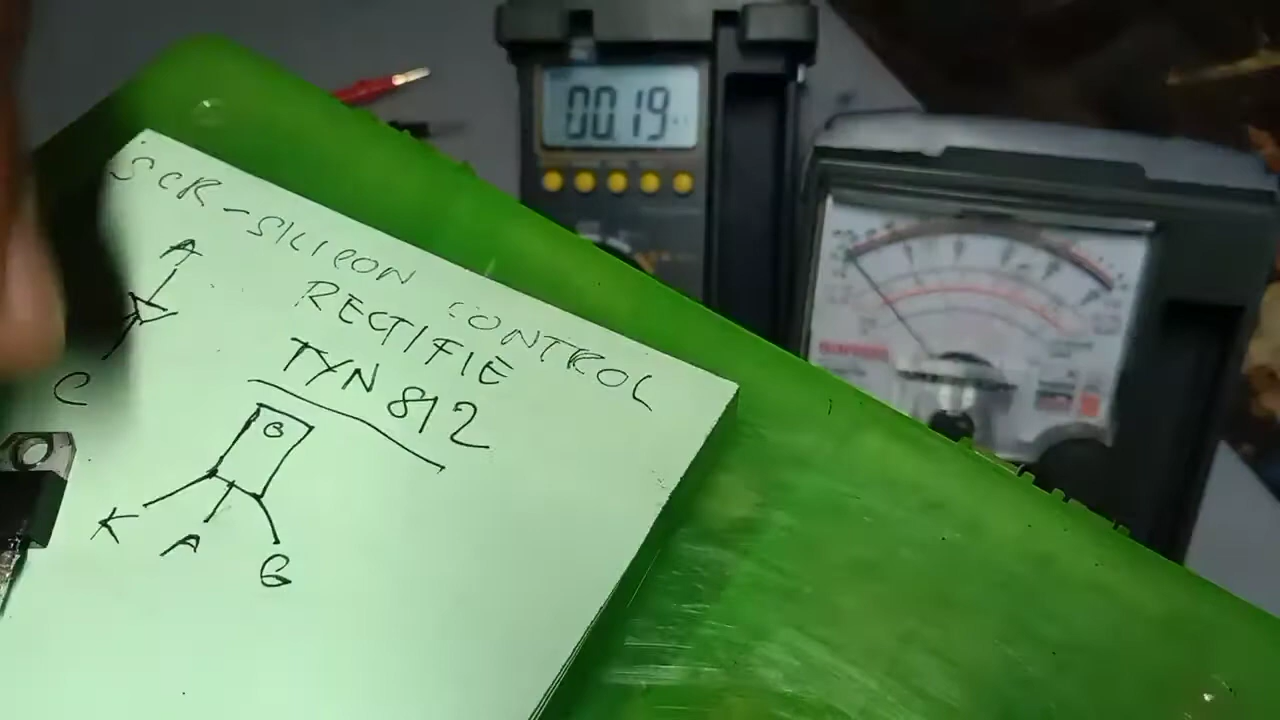 SCR-SILICON CONTROL
RECTIFIE
TYN 812
A
C
K A G
00.19